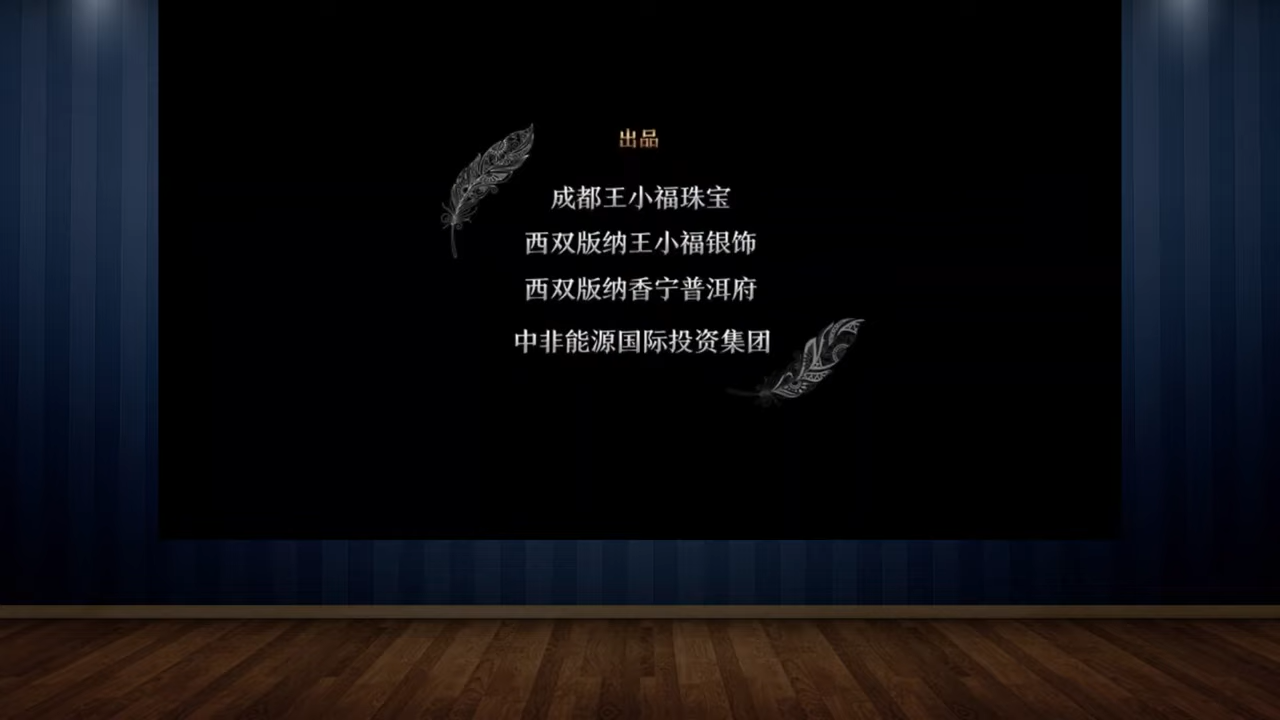 出品
成都王小福珠宝
西双版纳王小福银饰
西双版纳香宁普洱府
中非能源国际投资集团